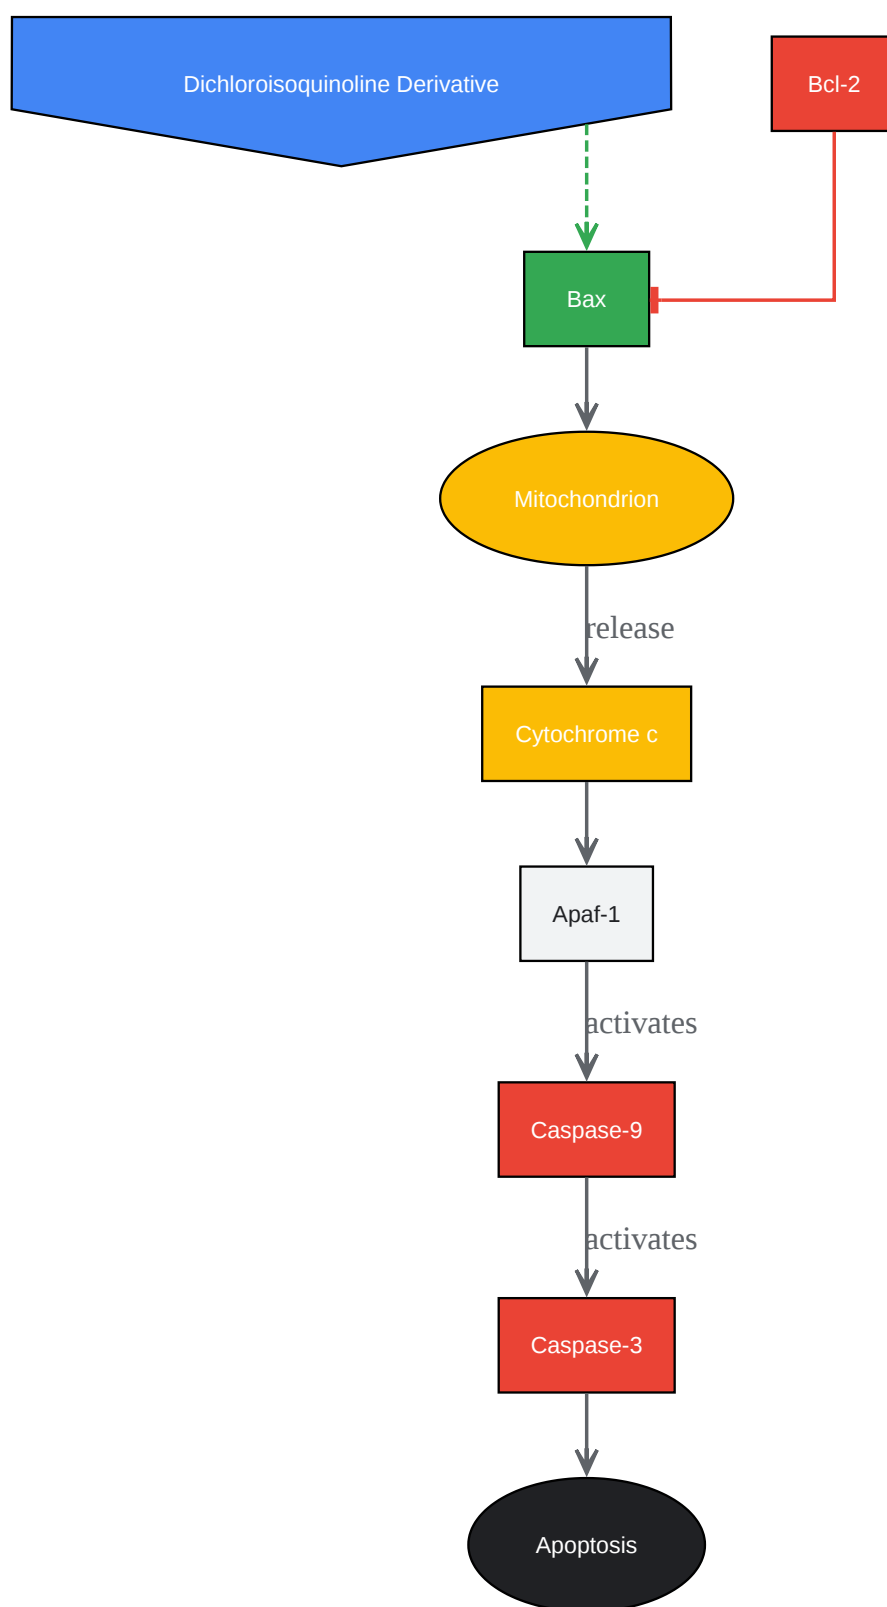 Dichloroisoquinoline Derivative
Bcl-2
Bax
Mitochondrion
release
Cytochrome c
Apaf-1
activates
Caspase-9
activates
Caspase-3
Apoptosis